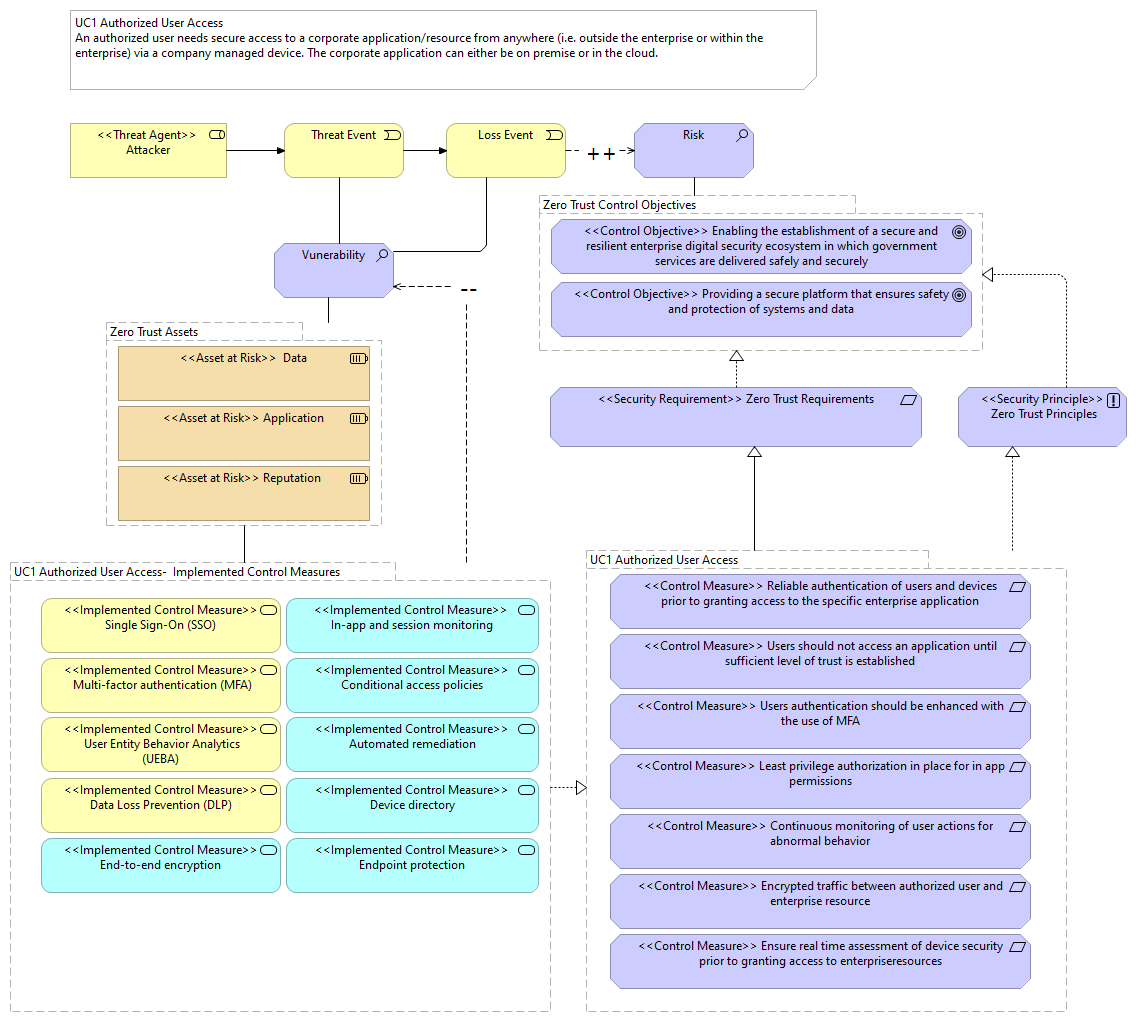 UC1 Authorized User Access
An authorized user needs secure access to a corporate application/resource from anywhere (i.e. outside the enterprise or within the
enterprise) via a company managed device. The corporate application can either be on premise or in the cloud.
<<Threat Agent>>
Attacker
Threat Event
Loss Event
++
Risk
Zero Trust Control Objectives
<<Control Objective>> Enabling the establishment of a secure and
resilient enterprise digital security ecosystem in which government
services are delivered safely and securely
<<Control Objective>> Providing a secure platform that ensures safety
and protection of systems and data
Vunerability
--
Zero Trust Assets
<<Asset at Risk>> Data
<<Asset at Risk>> Application
<<Asset at Risk>> Reputation
<<Security Requirement>> Zero Trust Requirements
<<Security Principle>>
Zero Trust Principles
UC1 Authorized User Access- Implemented Control Measures
<<Implemented Control Measure>>
Single Sign-On (SSO)
<<Implemented Control Measure>>
In-app and session monitoring
<<Implemented Control Measure>>
Multi-factor authentication (MFA)
<<Implemented Control Measure>>
Conditional access policies
<<Implemented Control Measure>>
User Entity Behavior Analytics
(UEBA)
<<Implemented Control Measure>>
Automated remediation
<<Implemented Control Measure>>
Data Loss Prevention (DLP)
<<Implemented Control Measure>>
Device directory
<<Implemented Control Measure>>
End-to-end encryption
<<Implemented Control Measure>>
Endpoint protection
UC1 Authorized User Access
<<Control Measure>> Reliable authentication of users and devices
prior to granting access to the specific enterprise application
<<Control Measure>> Users should not access an application until
sufficient level of trust is established
<<Control Measure>> Users authentication should be enhanced with
the use of MFA
<<Control Measure>> Least privilege authorization in place for in app
permissions
<<Control Measure>> Continuous monitoring of user actions for
abnormal behavior
<<Control Measure>> Encrypted traffic between authorized user and
enterprise resource
<<Control Measure>> Ensure real time assessment of device security
prior to granting access to enterpriseresources